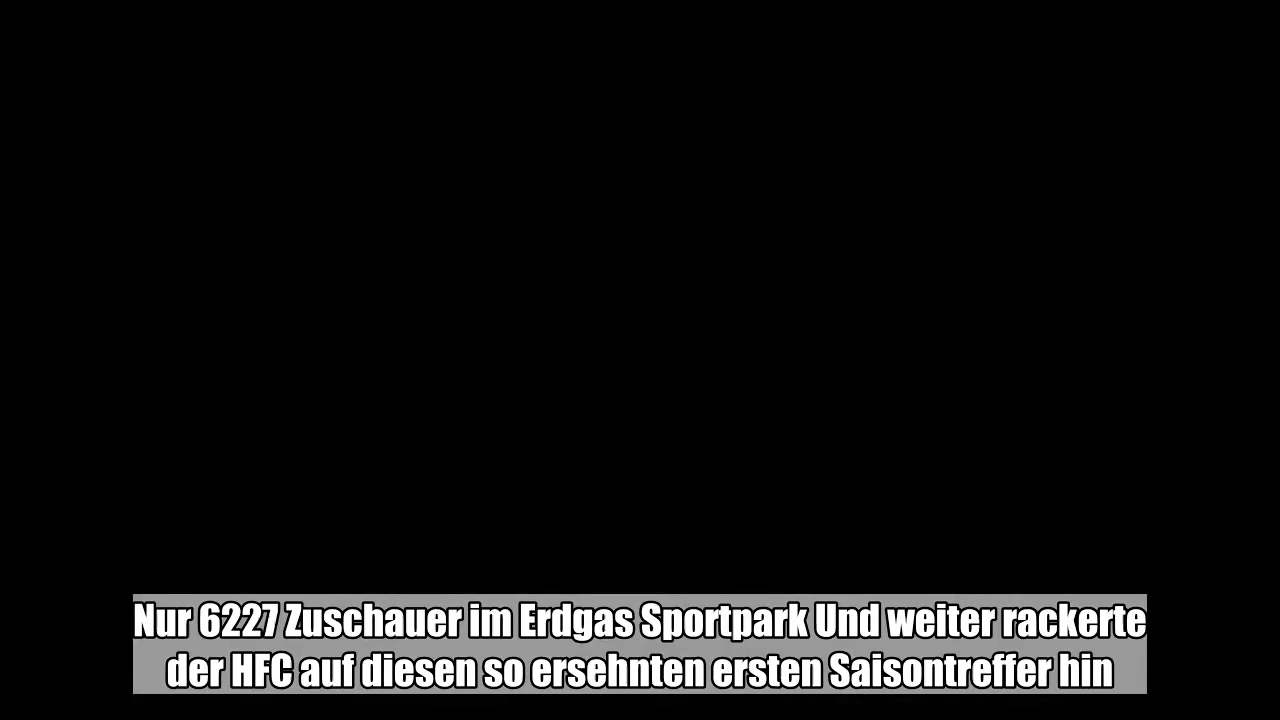 Nur 6227 Zuschauer im Erdgas Sportpark Und weiter rackerte
der HFC auf diesen so ersehnten ersten Saisontreffer hin